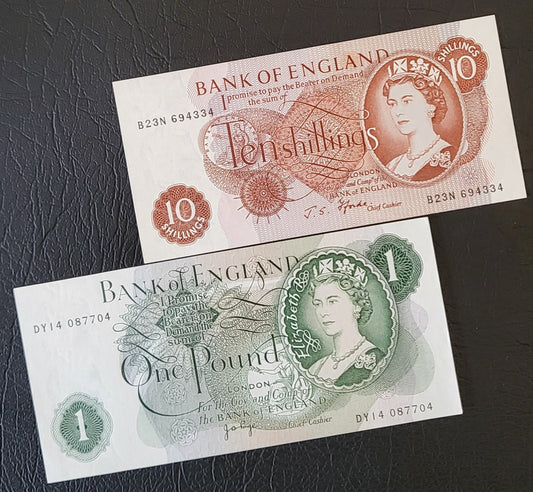 BANK OF ENGLAND
I promise to pay the Bearer on Demand
the sum of
10
SHILLINGS
B23N 694334
Ten shillings
LONDON
For the Govr. and Compa. of the
BANK OF ENGLAND
J. S. Fforde
Chief Cashier
B23N 694334
10
SHILLINGS
BANK OF ENGLAND
I Promise
to pay the
Bearer on
Demand the
sum of
Elizabeth R.
1
DY14 087704
One Pound
LONDON
For the Govr. and Compa. of
the BANK OF ENGLAND
Chief Cashier
DY14 087704
1